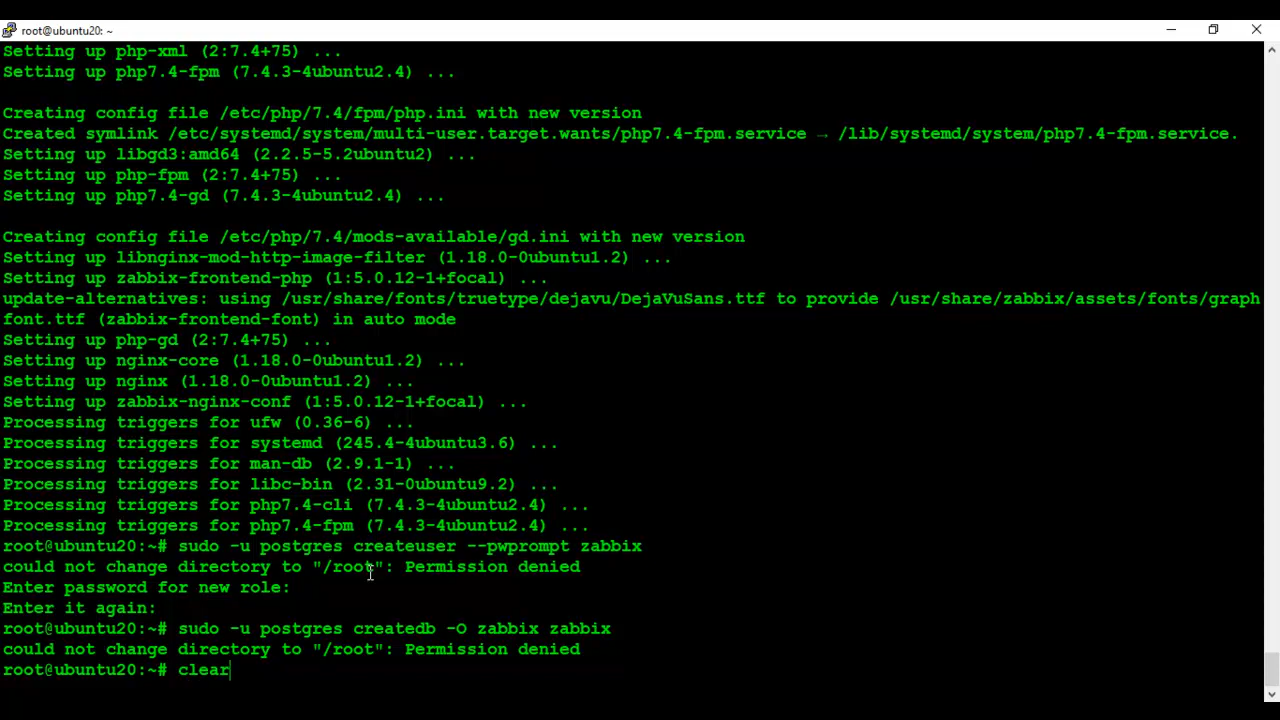 root@ubuntu20: ~
Setting up php-xml (2:7.4+75) ...
Setting up php7.4-fpm (7.4.3-4ubuntu2.4) ...
Creating config file /etc/php/7.4/fpm/php.ini with new version
Created symlink /etc/systemd/system/multi-user.target.wants/php7.4-fpm.service → /lib/systemd/system/php7.4-fpm.service.
Setting up libgd3:amd64 (2.2.5-5.2ubuntu2) ...
Setting up php-fpm (2:7.4+75) ...
Setting up php7.4-gd (7.4.3-4ubuntu2.4) ...
Creating config file /etc/php/7.4/mods-available/gd.ini with new version
Setting up libnginx-mod-http-image-filter (1.18.0-0ubuntu1.2) ...
Setting up zabbix-frontend-php (1:5.0.12-1+focal) ...
update-alternatives: using /usr/share/fonts/truetype/dejavu/DejaVuSans.ttf to provide /usr/share/zabbix/assets/fonts/graph
font.ttf (zabbix-frontend-font) in auto mode
Setting up php-gd (2:7.4+75) ...
Setting up nginx-core (1.18.0-0ubuntu1.2) ...
Setting up nginx (1.18.0-0ubuntu1.2) ...
Setting up zabbix-nginx-conf (1:5.0.12-1+focal) ...
Processing triggers for ufw (0.36-6) ...
Processing triggers for systemd (245.4-4ubuntu3.6) ...
Processing triggers for man-db (2.9.1-1) ...
Processing triggers for libc-bin (2.31-0ubuntu9.2) ...
Processing triggers for php7.4-cli (7.4.3-4ubuntu2.4) ...
Processing triggers for php7.4-fpm (7.4.3-4ubuntu2.4) ...
root@ubuntu20:~# sudo -u postgres createuser --pwprompt zabbix
could not change directory to "/root": Permission denied
Enter password for new role:
Enter it again:
root@ubuntu20:~# sudo -u postgres createdb -O zabbix zabbix
could not change directory to "/root": Permission denied
root@ubuntu20:~# clear